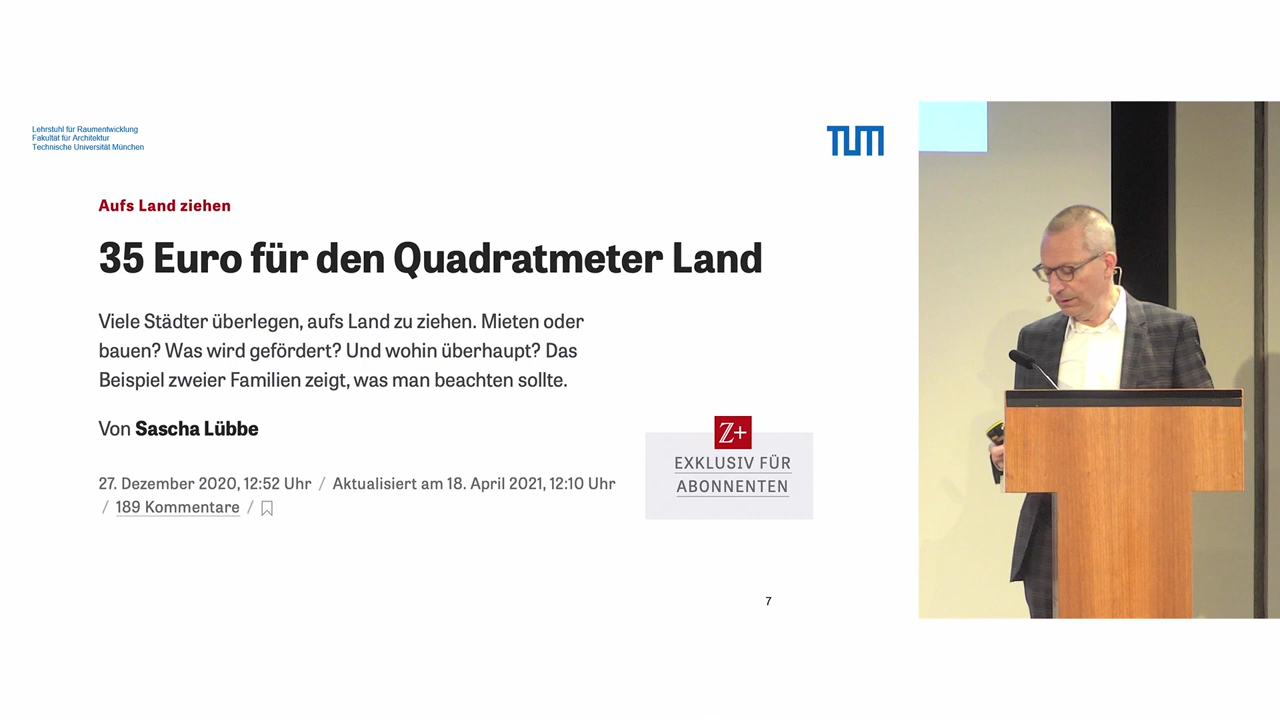 Lehrstuhl für Raumentwicklung
Fakultät für Architektur
Technische Universität München
TUM
Aufs Land ziehen
35 Euro für den Quadratmeter Land
Viele Städter überlegen, aufs Land zu ziehen. Mieten oder
bauen? Was wird gefördert? Und wohin überhaupt? Das
Beispiel zweier Familien zeigt, was man beachten sollte.
Von Sascha Lübbe
27. Dezember 2020, 12:52 Uhr / Aktualisiert am 18. April 2021, 12:10 Uhr
/ 189 Kommentare /
Z+
EXKLUSIV FÜR
ABONNENTEN
7